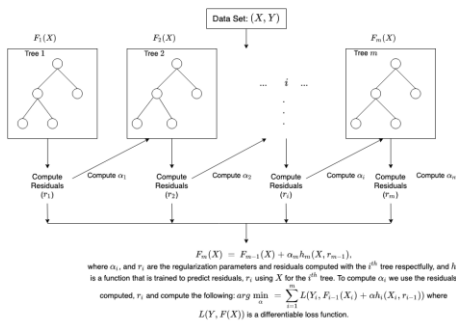 Data Set: (X, Y)
F₁(X) F₂(X) Fₘ(X)
Tree 1 Tree 2 ... i ... Tree m
Compute Residuals (r₁)
Compute α₁
Compute Residuals (r₂)
Compute α₂
Compute Residuals (rᵢ)
Compute αᵢ
Compute Residuals (rₘ)
Compute αₘ
Fₘ(X) = Fₘ₋₁(X) + αₘhₘ(X, rₘ₋₁),
where αᵢ, and rᵢ are the regularization parameters and residuals computed with the iᵗʰ tree respectfully, and h
is a function that is trained to predict residuals, rᵢ using X for the iᵗʰ tree. To compute αᵢ we use the residuals
computed, rᵢ and compute the following: arg min_α = ∑ᵢ₌₁ᵐ L(Yᵢ, Fᵢ₋₁(Xᵢ) + αhᵢ(Xᵢ, rᵢ₋₁)) where
L(Y, F(X)) is a differentiable loss function.